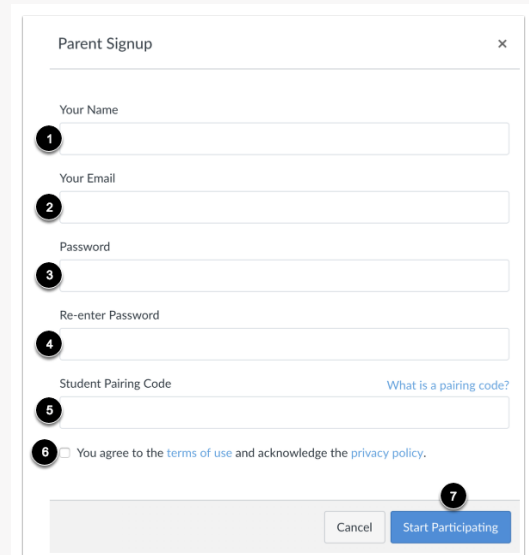 Parent Signup ×
Your Name
1
Your Email
2
Password
3
Re-enter Password
4
Student Pairing Code What is a pairing code?
5
6 You agree to the terms of use and acknowledge the privacy policy.
7
Cancel Start Participating